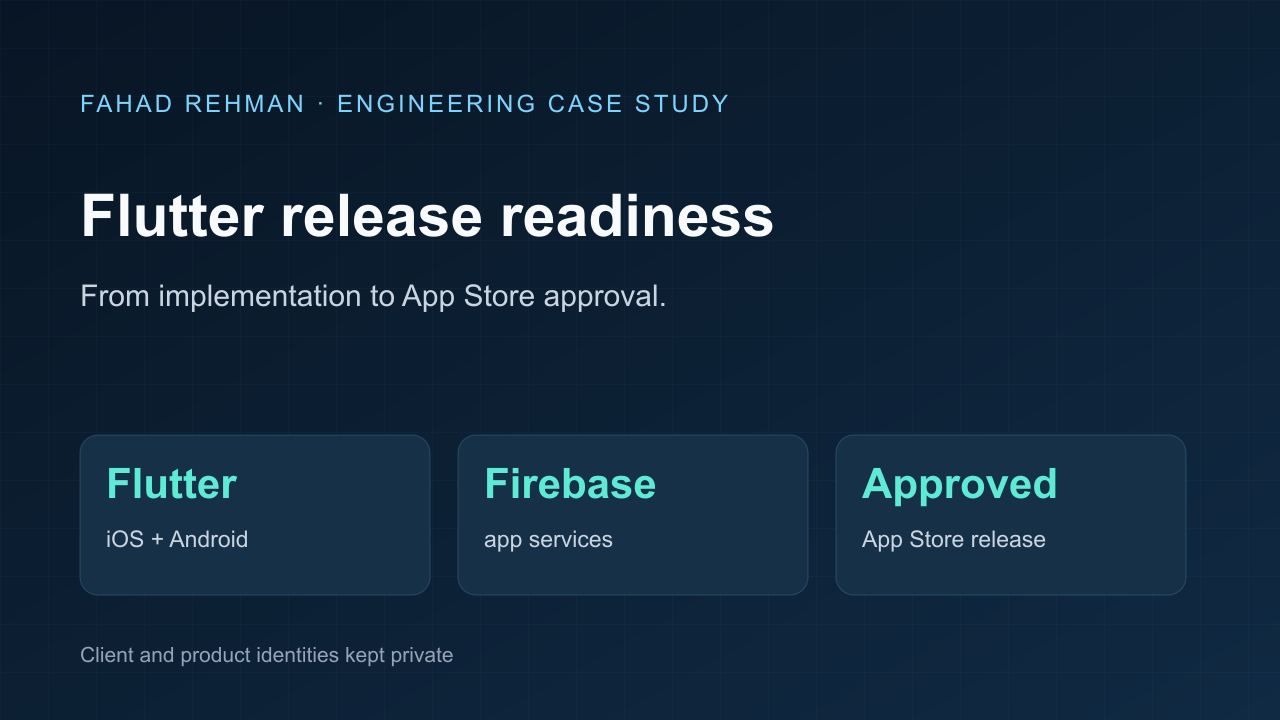 FAHAD REHMAN · ENGINEERING CASE STUDY
Flutter release readiness
From implementation to App Store approval.
Flutter
iOS + Android
Firebase
app services
Approved
App Store release
Client and product identities kept private